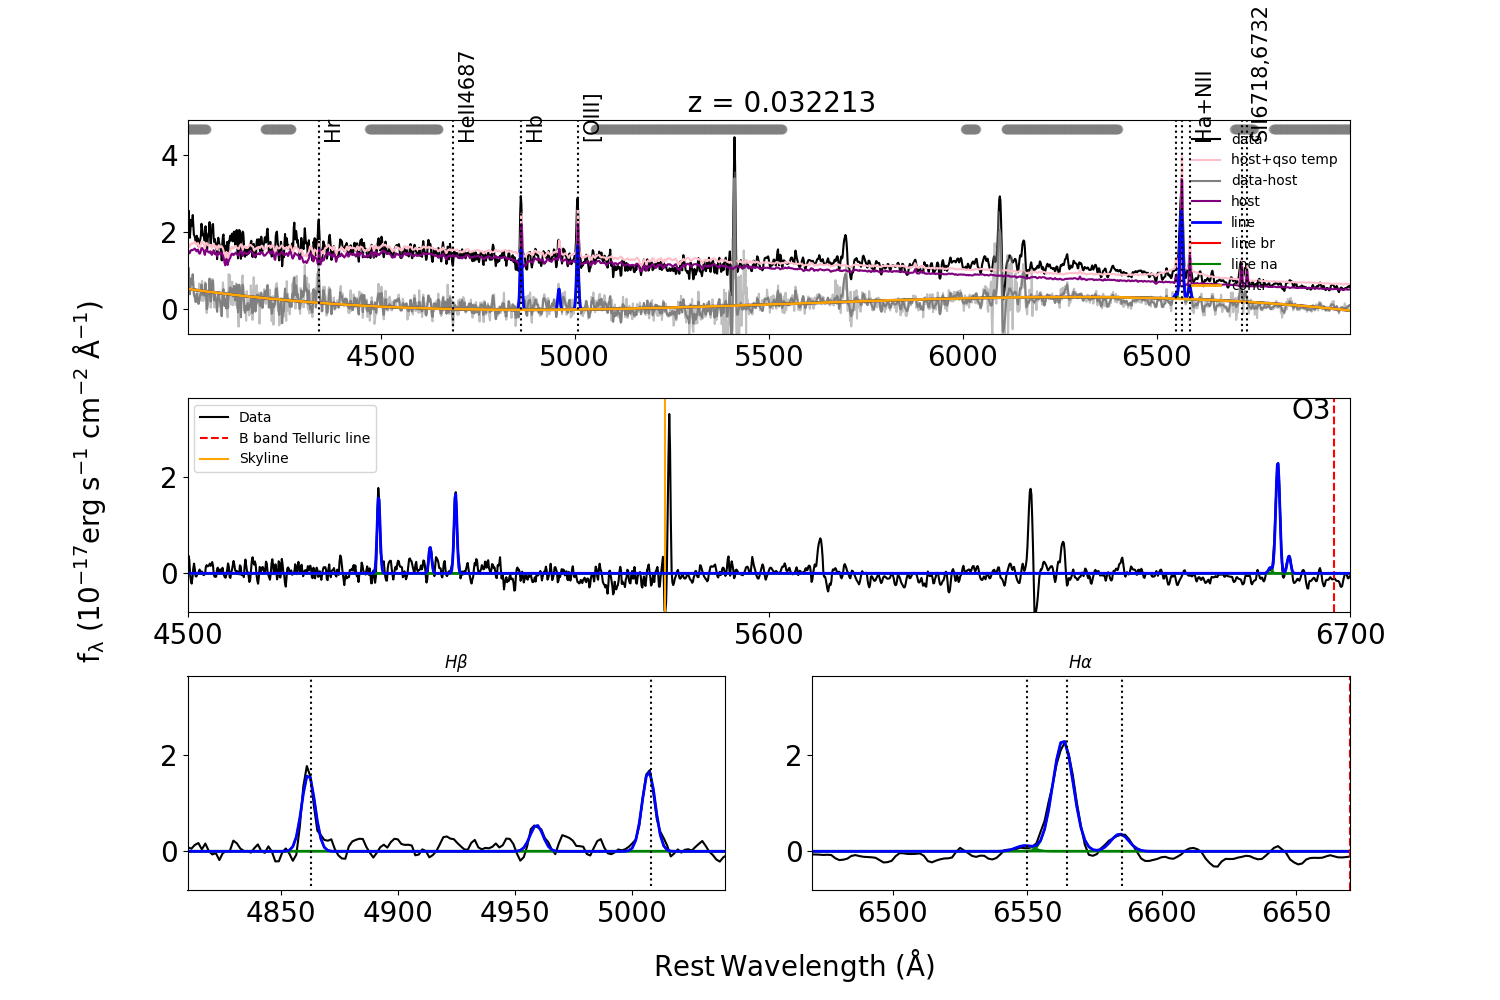 z = 0.032213
Hr
HeII4687
Hb
[OIII]
Ha+NII
SII6718,6732
data
host+qso temp
data-host
host
line
line br
line na
conti
4
2
0
4500
5000
5500
6000
6500
fλ (10⁻¹⁷erg s⁻¹ cm⁻² Å⁻¹)
Data
B band Telluric line
Skyline
O3
2
0
4500
5600
6700
Hβ
2
0
4850
4900
4950
5000
Hα
2
0
6500
6550
6600
6650
Rest Wavelength (Å)